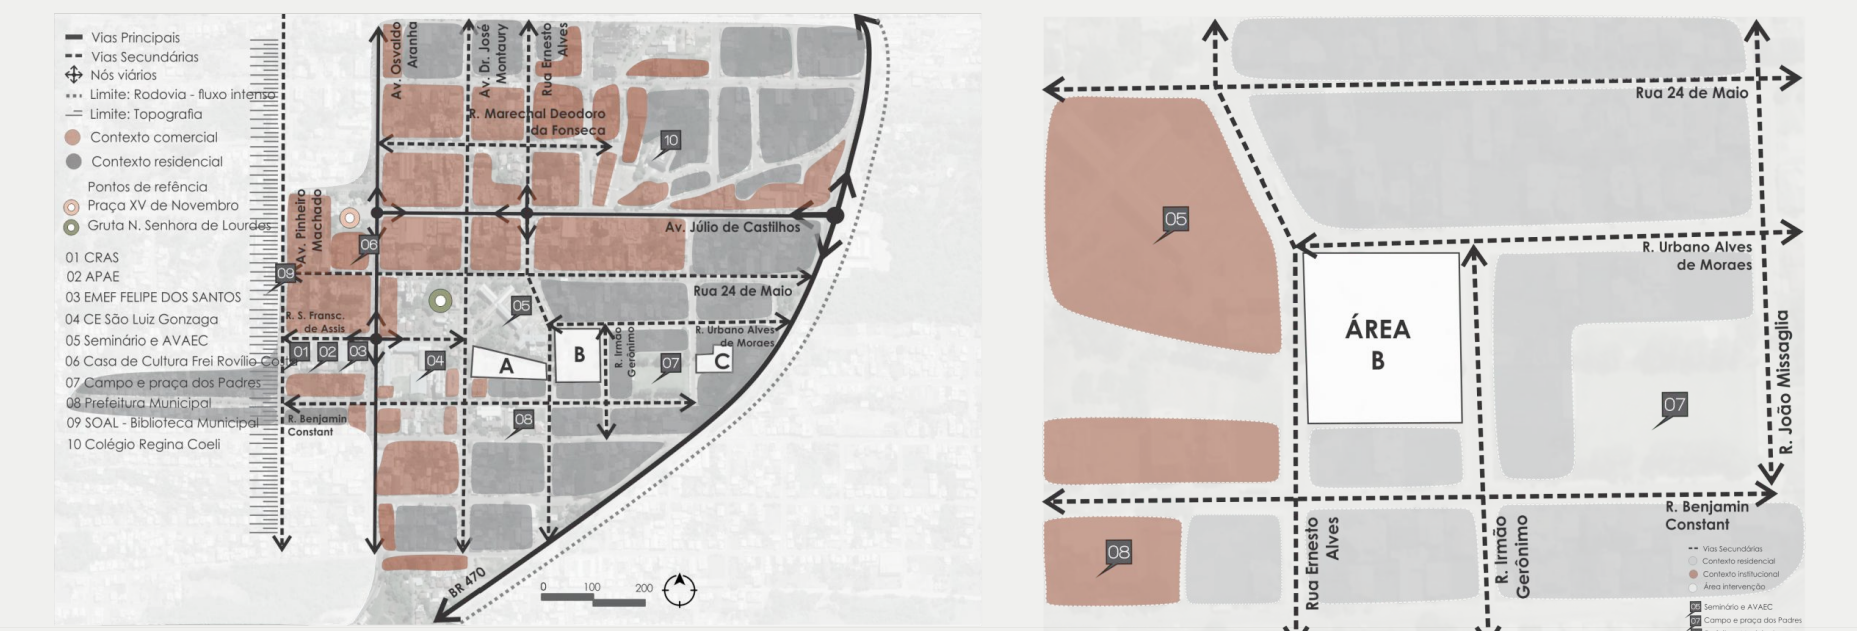 Vias Principais
Vias Secundárias
Nós viários
Limite: Rodovia - fluxo intenso
Limite: Topografia
Contexto comercial
Contexto residencial
Pontos de refência
Praça XV de Novembro
Gruta N. Senhora de Lourdes
01 CRAS
02 APAE
03 EMEF FELIPE DOS SANTOS
04 CE São Luiz Gonzaga
05 Seminário e AVAEC
06 Casa de Cultura Frei Rovílio Costa
07 Campo e praça dos Padres
08 Prefeitura Municipal
09 SOAL - Biblioteca Municipal
10 Colégio Regina Coeli
Av. Osvaldo
Aranha
Av. Dr. José
Montaury
Rua Ernesto
Alves
R. Marechal Deodoro
da Fonseca
10
Av. Pinheiro
Machado
06
Av. Júlio de Castilhos
09
Rua 24 de Maio
05
R. S. Fransc.
de Assis
R. Urbano Alves
de Moraes
R. Irmão
Gerônimo
01
02
03
04
A
B
07
C
08
R. Benjamin
Constant
BR 470
0
100
200
Rua 24 de Maio
05
R. Urbano Alves
de Moraes
ÁREA
B
R. João Missaglia
07
R. Benjamin
Constant
08
Rua Ernesto
Alves
R. Irmão
Gerônimo
Vias Secundárias
Contexto residencial
Contexto institucional
Área intervenção
05 Seminário e AVAEC
07 Campo e praça dos Padres